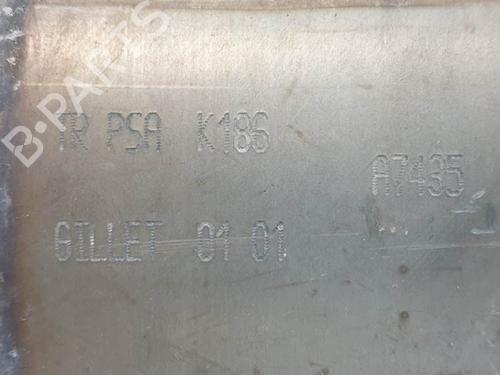 B-PARTS
TR PSA K186
A7435
GILLET 01 01